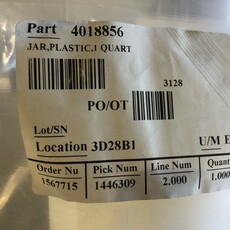 Part 4018856
JAR,PLASTIC,1 QUART
3128
PO/OT
Lot/SN
Location 3D28B1 U/M E
Order Nu Pick Num Line Num Quant
1567715 1446309 2.000 1.000